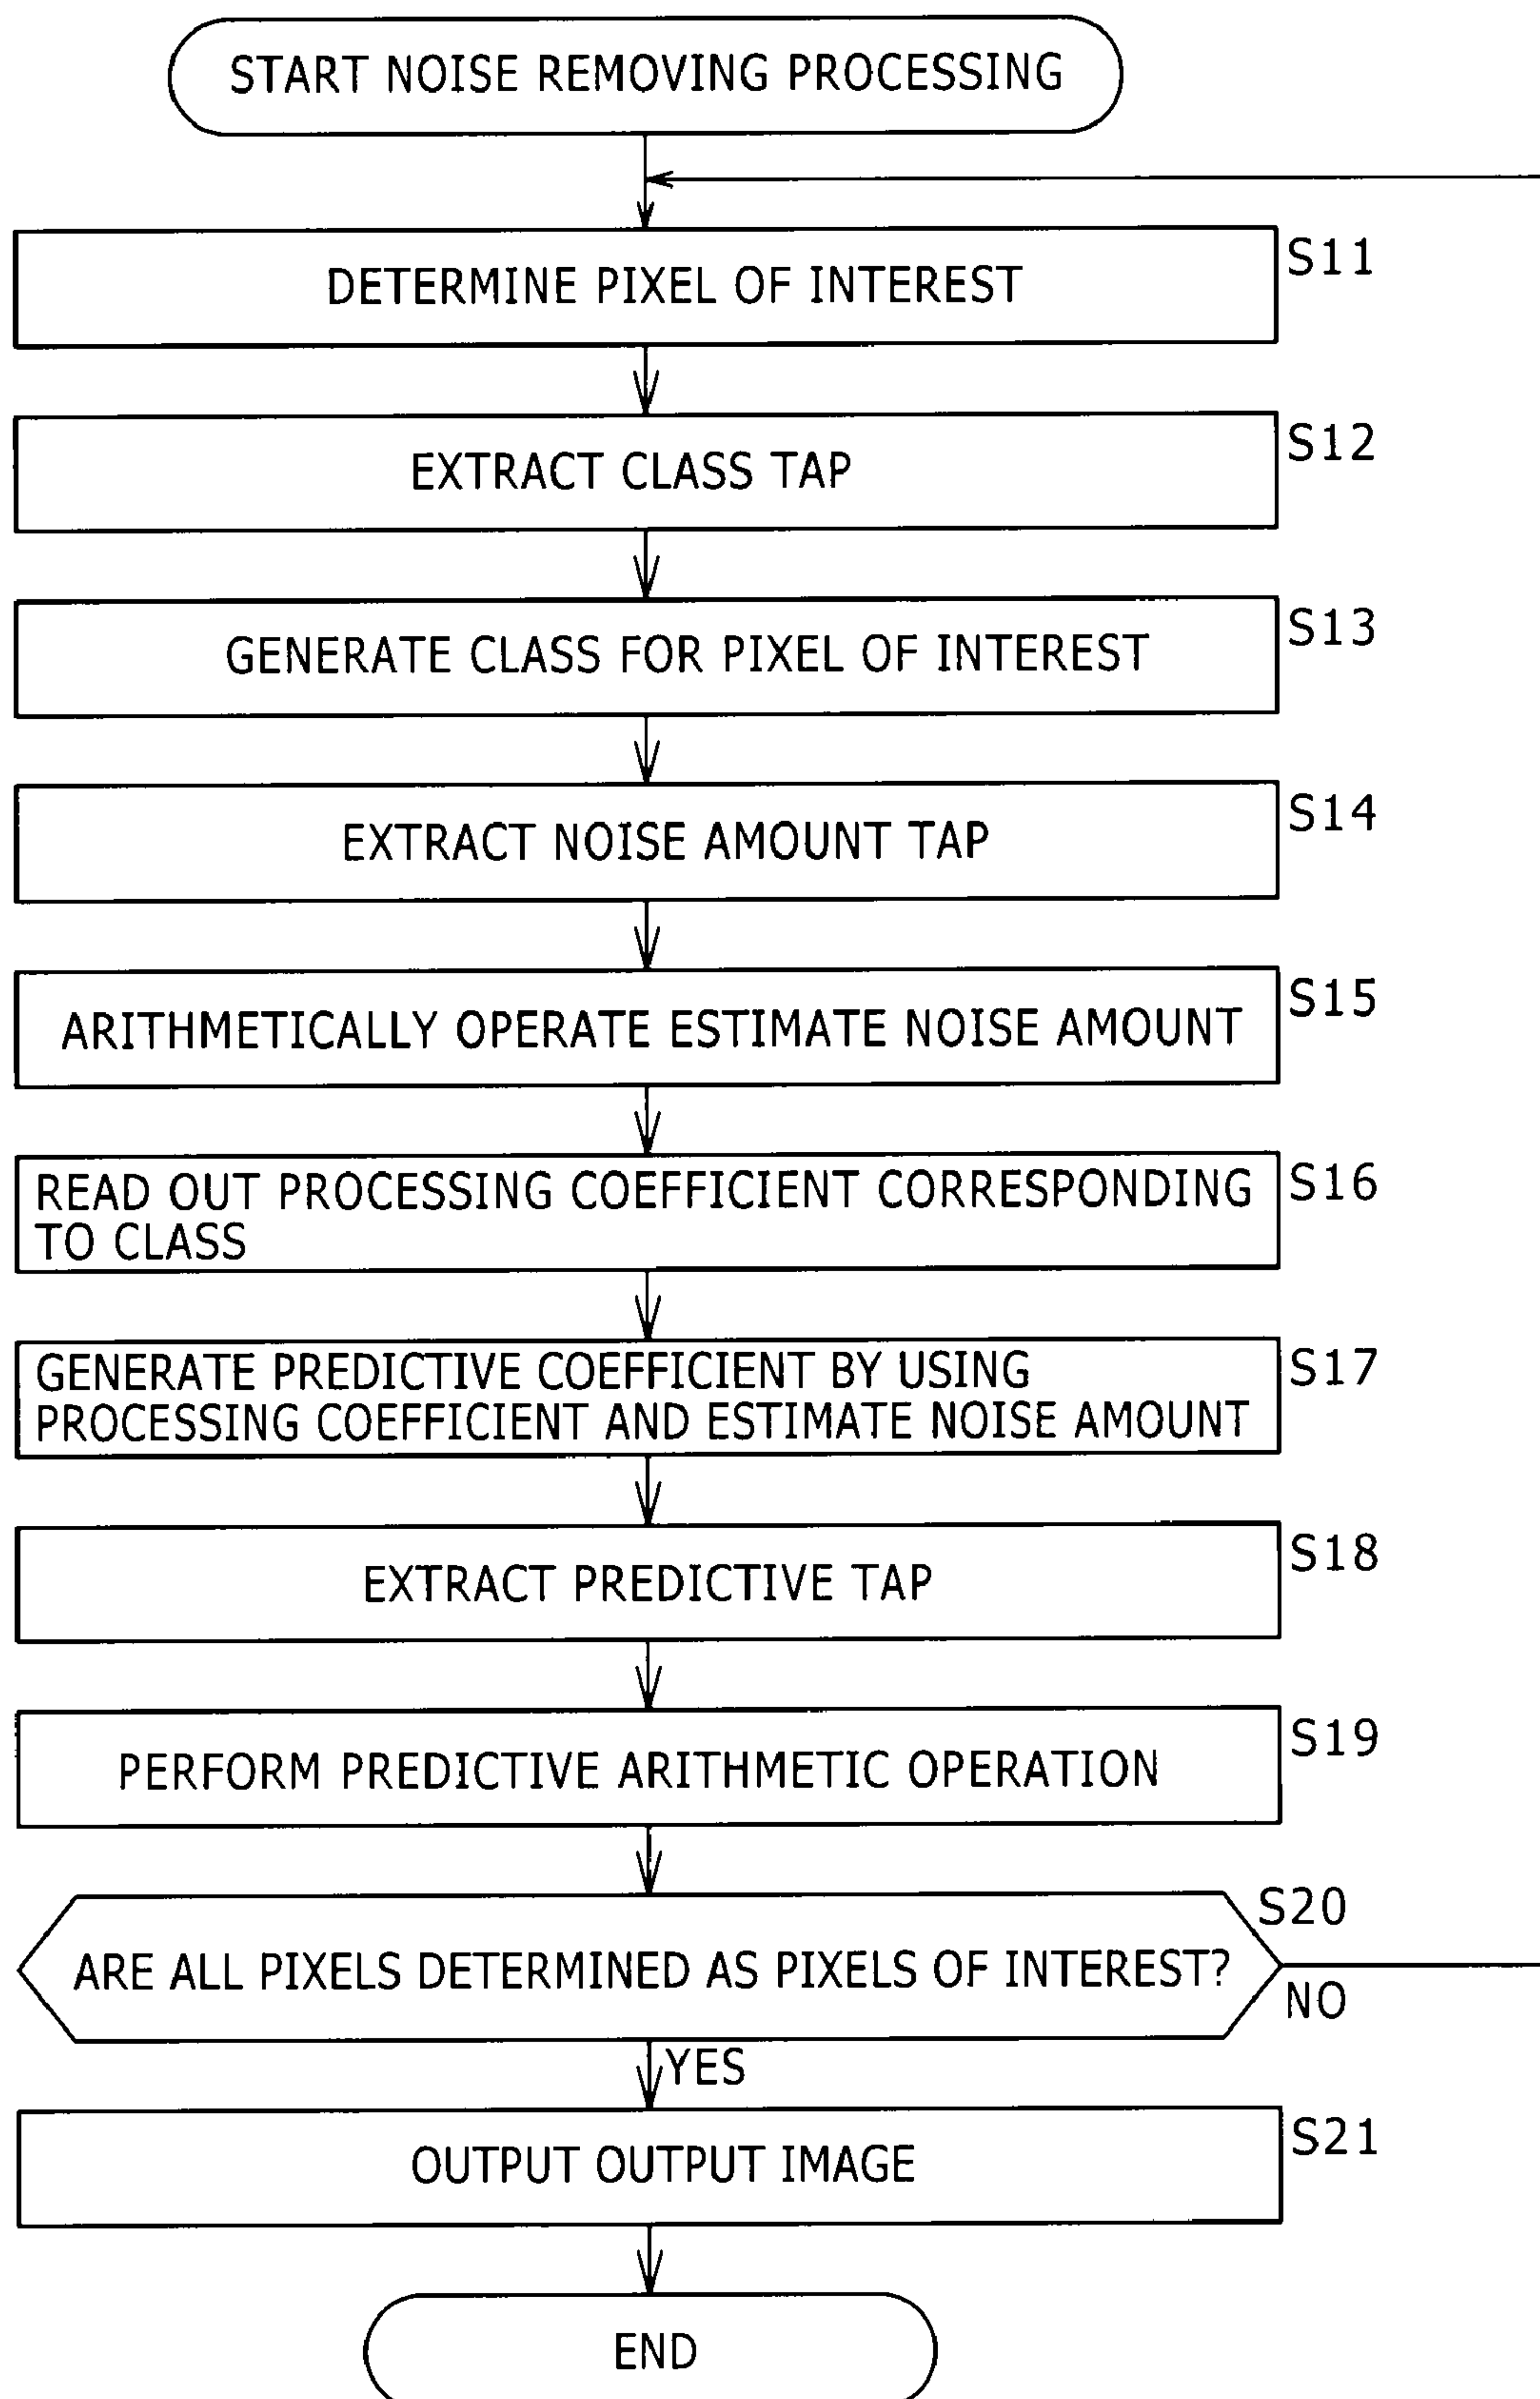 START NOISE REMOVING PROCESSING
DETERMINE PIXEL OF INTEREST
S11
EXTRACT CLASS TAP
S12
GENERATE CLASS FOR PIXEL OF INTEREST
S13
EXTRACT NOISE AMOUNT TAP
S14
ARITHMETICALLY OPERATE ESTIMATE NOISE AMOUNT
S15
READ OUT PROCESSING COEFFICIENT CORRESPONDING
TO CLASS
S16
GENERATE PREDICTIVE COEFFICIENT BY USING
PROCESSING COEFFICIENT AND ESTIMATE NOISE AMOUNT
S17
EXTRACT PREDICTIVE TAP
S18
PERFORM PREDICTIVE ARITHMETIC OPERATION
S19
ARE ALL PIXELS DETERMINED AS PIXELS OF INTEREST?
S20
NO
YES
OUTPUT OUTPUT IMAGE
S21
END